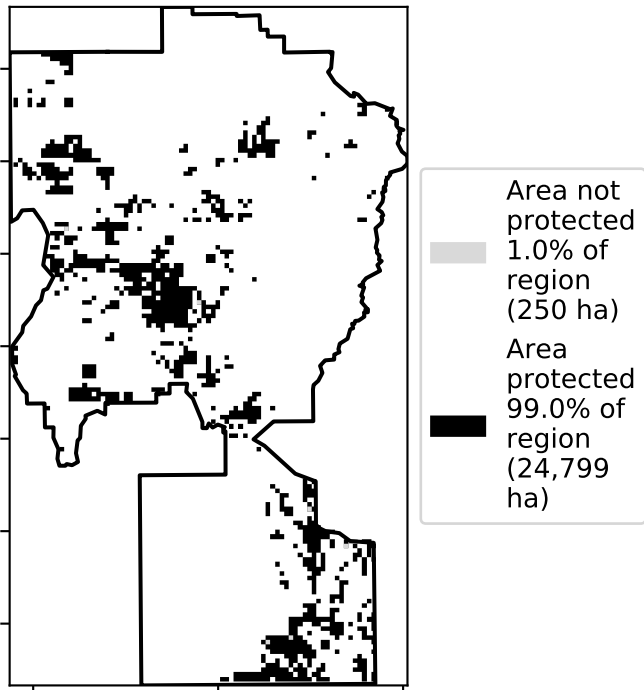 Area not
protected
1.0% of
region
(250 ha)
Area
protected
99.0% of
region
(24,799
ha)